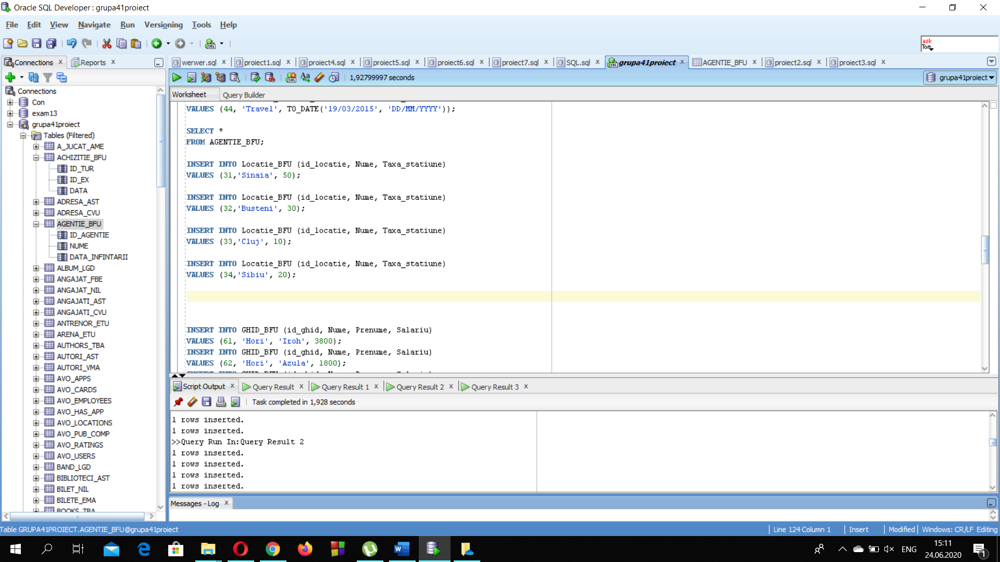 Oracle SQL Developer : grupa41proiect
File Edit View Navigate Run Versioning Tools Help
ask
Tom
Connections Reports
werwer.sql proiect1.sql proiect4.sql proiect5.sql proiect6.sql proiect7.sql SQL.sql grupa41proiect AGENTIE_BFU proiect2.sql proiect3.sql
1,92799997 seconds
grupa41proiect
Worksheet Query Builder
Connections
Con
exam13
grupa41proiect
Tables (Filtered)
A_JUCAT_AME
ACHIZITIE_BFU
ID_TUR
ID_EX
DATA
ADRESA_AST
ADRESA_CVU
AGENTIE_BFU
ID_AGENTIE
NUME
DATA_INFINTARII
ALBUM_LGD
ANGAJAT_FBE
ANGAJAT_NIL
ANGAJATI_AST
ANGAJATI_CVU
ANTRENOR_ETU
ARENA_ETU
AUTHORS_TBA
AUTORI_AST
AUTORI_VMA
AVO_APPS
AVO_CARDS
AVO_EMPLOYEES
AVO_HAS_APP
AVO_LOCATIONS
AVO_PUB_COMP
AVO_RATINGS
AVO_USERS
BAND_LGD
BIBLIOTECI_AST
BILET_NIL
BILETE_EMA
BOOKS_TBA
VALUES (44, 'Travel', TO_DATE('19/03/2015', 'DD/MM/YYYY'));
SELECT *
FROM AGENTIE_BFU;
INSERT INTO Locatie_BFU (id_locatie, Nume, Taxa_statiune)
VALUES (31,'Sinaia', 50);
INSERT INTO Locatie_BFU (id_locatie, Nume, Taxa_statiune)
VALUES (32,'Busteni', 30);
INSERT INTO Locatie_BFU (id_locatie, Nume, Taxa_statiune)
VALUES (33,'Cluj', 10);
INSERT INTO Locatie_BFU (id_locatie, Nume, Taxa_statiune)
VALUES (34,'Sibiu', 20);
INSERT INTO GHID_BFU (id_ghid, Nume, Prenume, Salariu)
VALUES (61, 'Hori', 'Iroh', 3800);
INSERT INTO GHID_BFU (id_ghid, Nume, Prenume, Salariu)
VALUES (62, 'Hori', 'Azula', 1800);
Script Output Query Result Query Result 1 Query Result 2 Query Result 3
Task completed in 1,928 seconds
1 rows inserted.
1 rows inserted.
>>Query Run In:Query Result 2
1 rows inserted.
1 rows inserted.
1 rows inserted.
1 rows inserted.
Messages - Log
Table GRUPA41PROIECT.AGENTIE_BFU@grupa41proiect
Line 124 Column 1 Insert Modified Windows: CR/LF Editing
ENG
15:11
24.06.2020
1